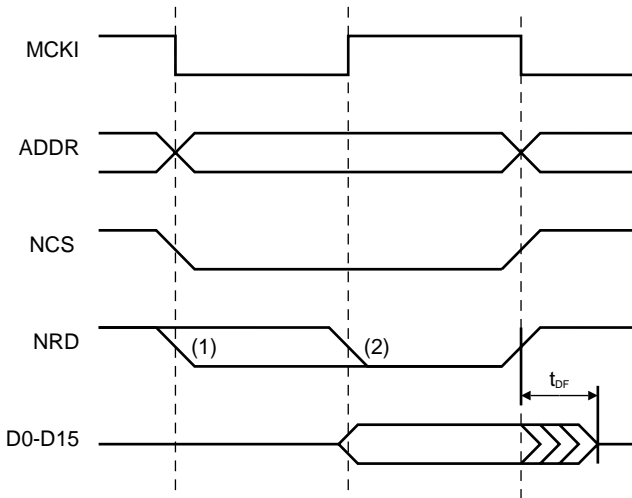 MCKI
ADDR
NCS
NRD
(1)
(2)
tDF
D0-D15